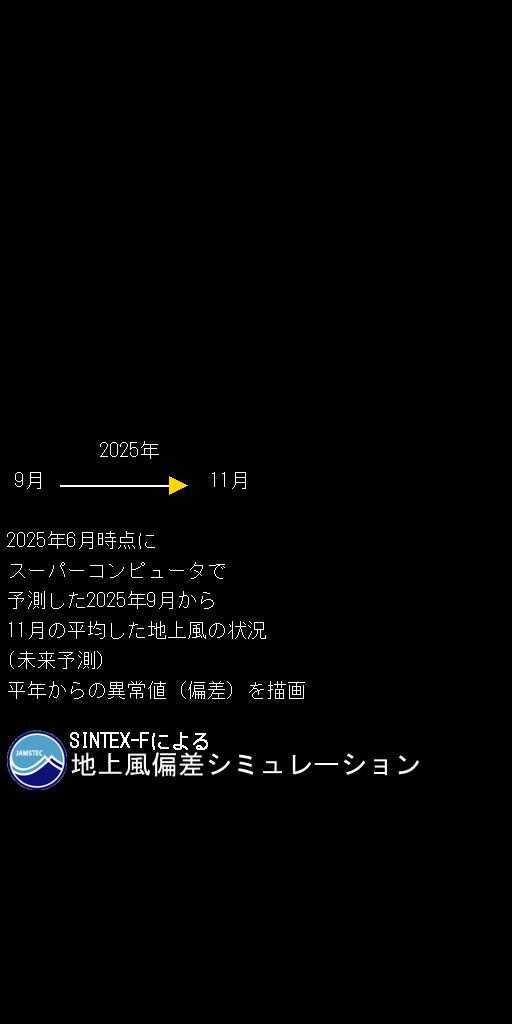 2025年
9月 11月
2025年6月時点に
スーパーコンピュータで
予測した2025年9月から
11月の平均した地上風の状況
(未来予測)
平年からの異常値（偏差）を描画
JAMSTEC
SINTEX-Fによる
地上風偏差シミュレーション